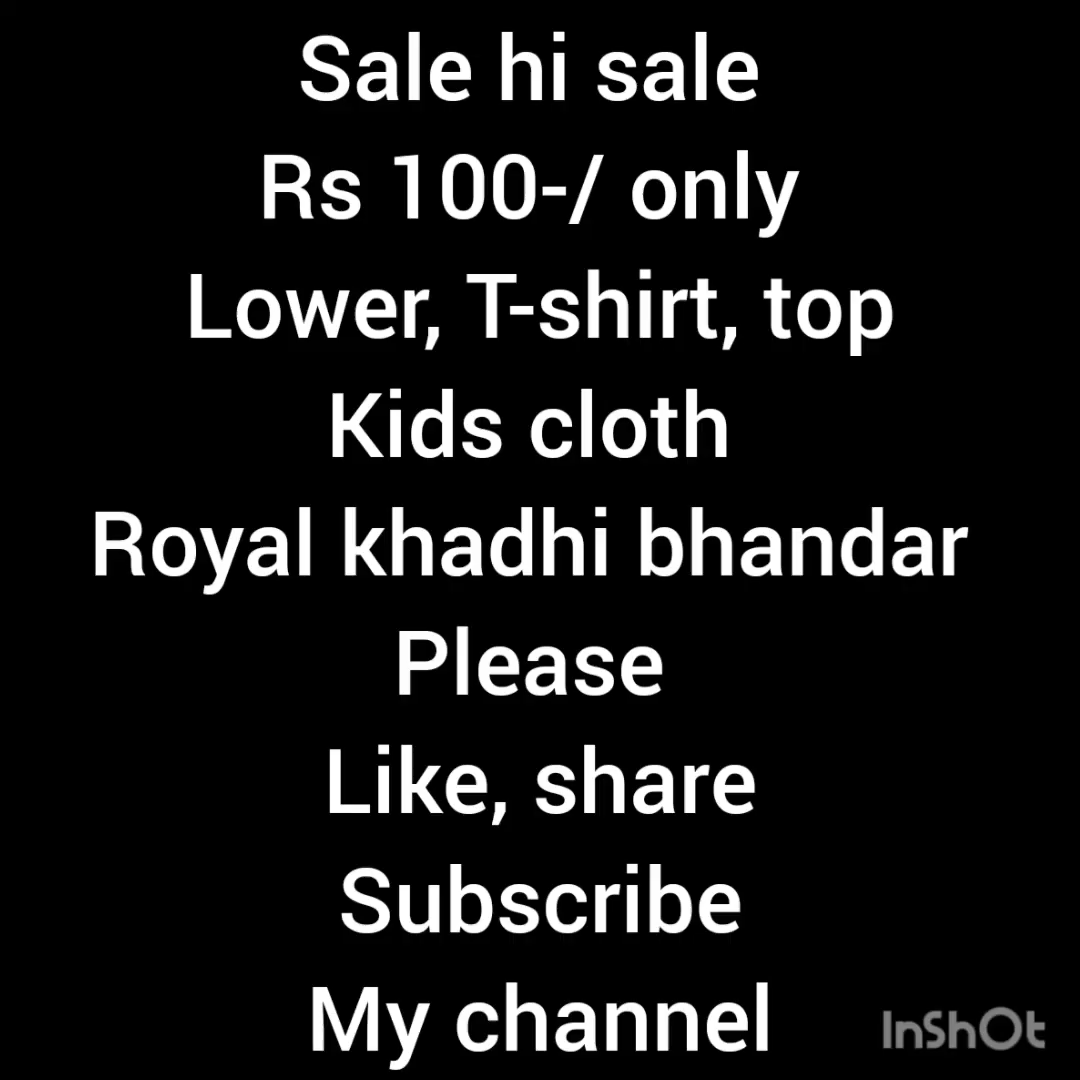 Sale hi sale
Rs 100-/ only
Lower, T-shirt, top
Kids cloth
Royal khadhi bhandar
Please
Like, share
Subscribe
My channel
InShOt